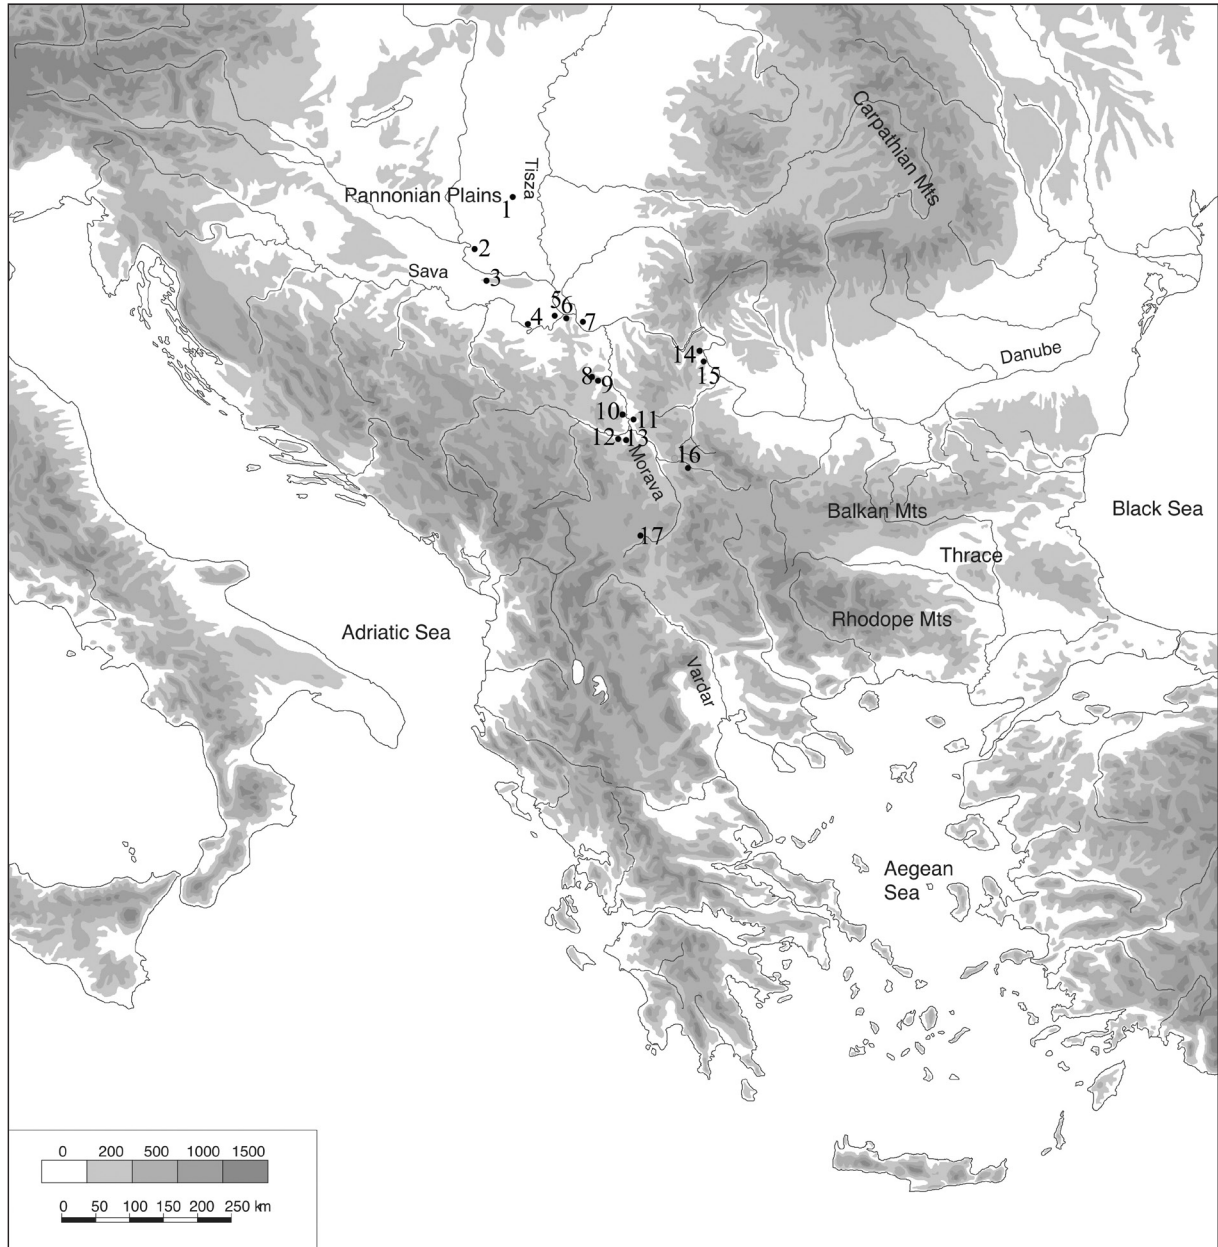 Carpathian Mts
Tisza
Pannonian Plains
1
2
Sava
3
5
6
4
7
Danube
14
15
8
9
10
11
12
13
Morava
16
Balkan Mts
Black Sea
17
Thrace
Adriatic Sea
Rhodope Mts
Vardar
Aegean
Sea
0 200 500 1000 1500
0 50 100 150 200 250 km